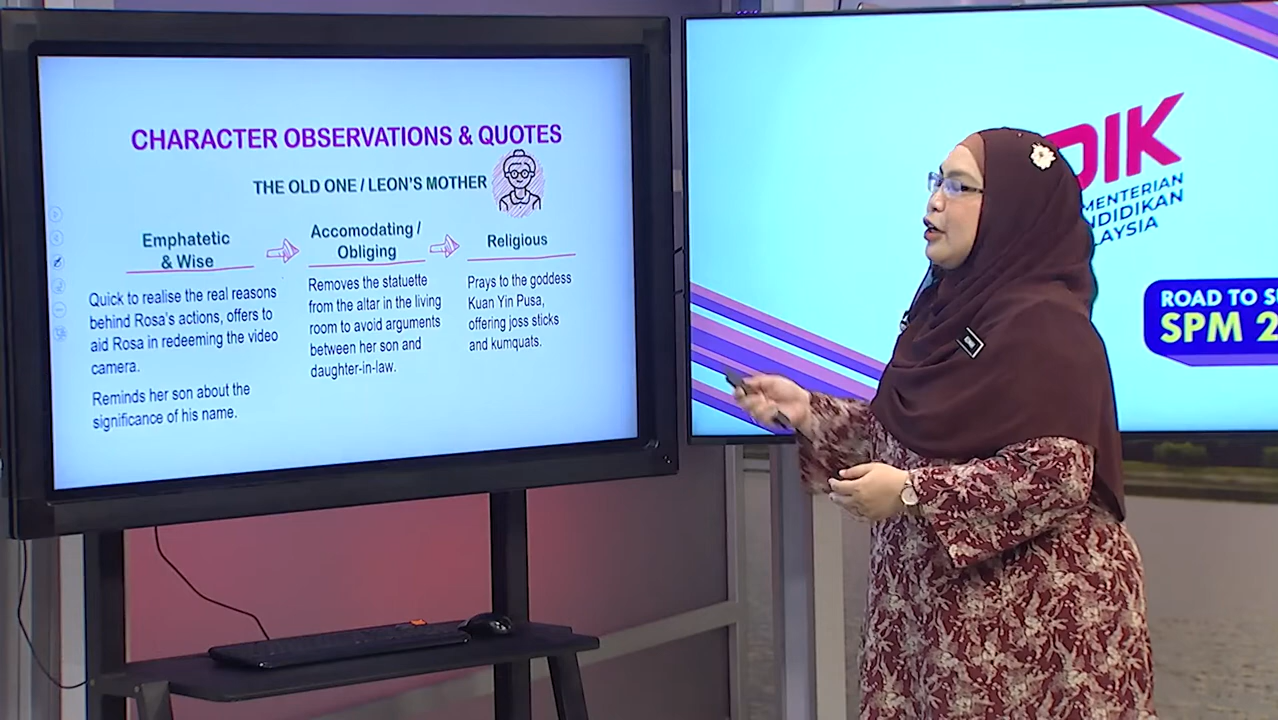 CHARACTER OBSERVATIONS & QUOTES
THE OLD ONE / LEON'S MOTHER
Emphatetic
& Wise
Quick to realise the real reasons
behind Rosa's actions, offers to
aid Rosa in redeeming the video
camera.
Reminds her son about the
significance of his name.
Accomodating /
Obliging
Removes the statuette
from the altar in the living
room to avoid arguments
between her son and
daughter-in-law.
Religious
Prays to the goddess
Kuan Yin Pusa,
offering joss sticks
and kumquats.
DIK
MENTERIAN
NDIDIKAN
LAYSIA
ROAD TO S
SPM 2